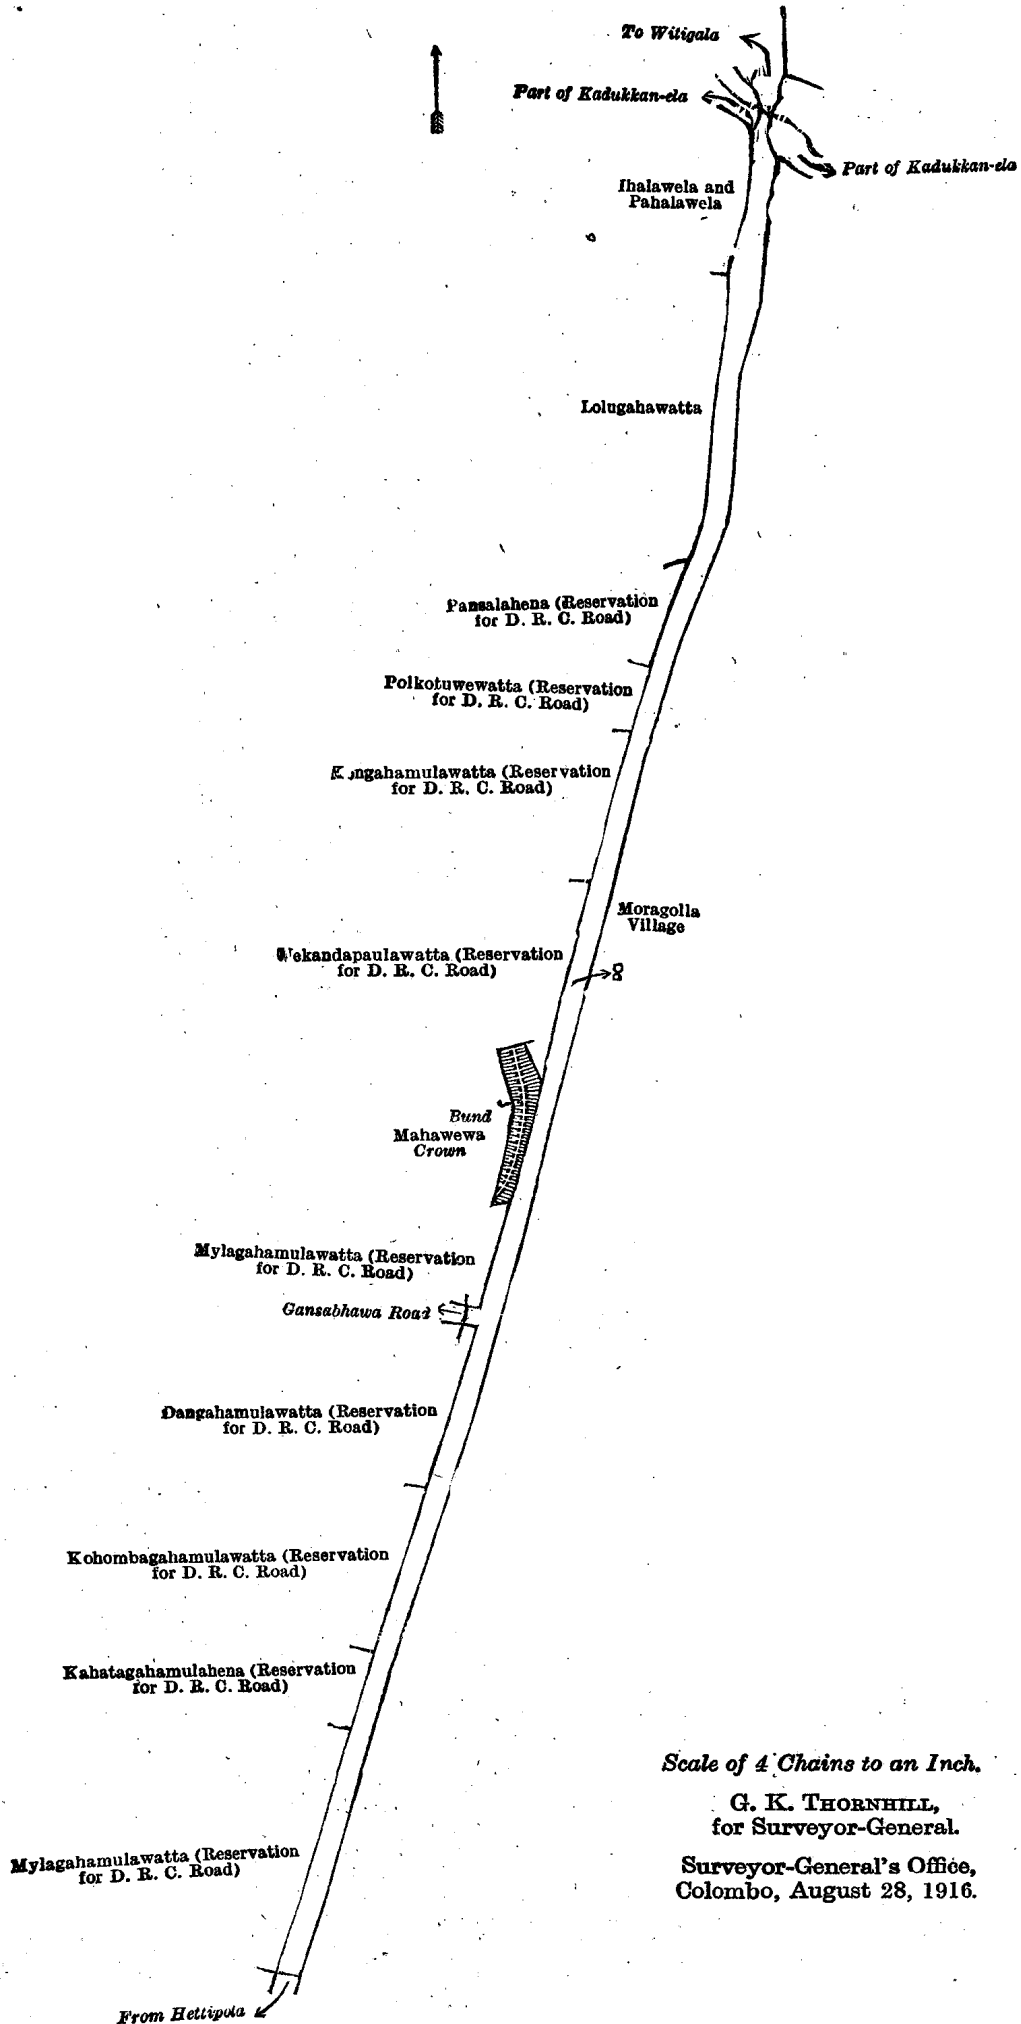 To Witigala
Part of Kadukkan-ela
Part of Kadukkan-ela
Ihalawela and
Pahalawela
Lolugahawatta
Pansalahena (Reservation
for D. R. C. Road)
Polkotuwewatta (Reservation
for D. R. C. Road)
(Reservation
for D. R. C. Road)
Moragolla
Village
Wekandapaulawatta (Reservation
for D. R. C. Road)
Bund
Mahawewa
Crown
Mylagahamulawatta (Reservation
for D. R. C. Road)
Gansabhawa Road
Dangahamulawatta (Reservation
for D. R. C. Road)
Kohombagahamulawatta (Reservation
for D. R. C. Road)
Kahatagahamulahena (Reservation
for D. R. C. Road)
Scale of 4 Chains to an Inch.
G. K. THORNHILL,
for Surveyor-General.
Mylagahamulawatta (Reservation
for D. R. C. Road)
Surveyor-General's Office,
Colombo, August 28, 1916.
From Hettipola